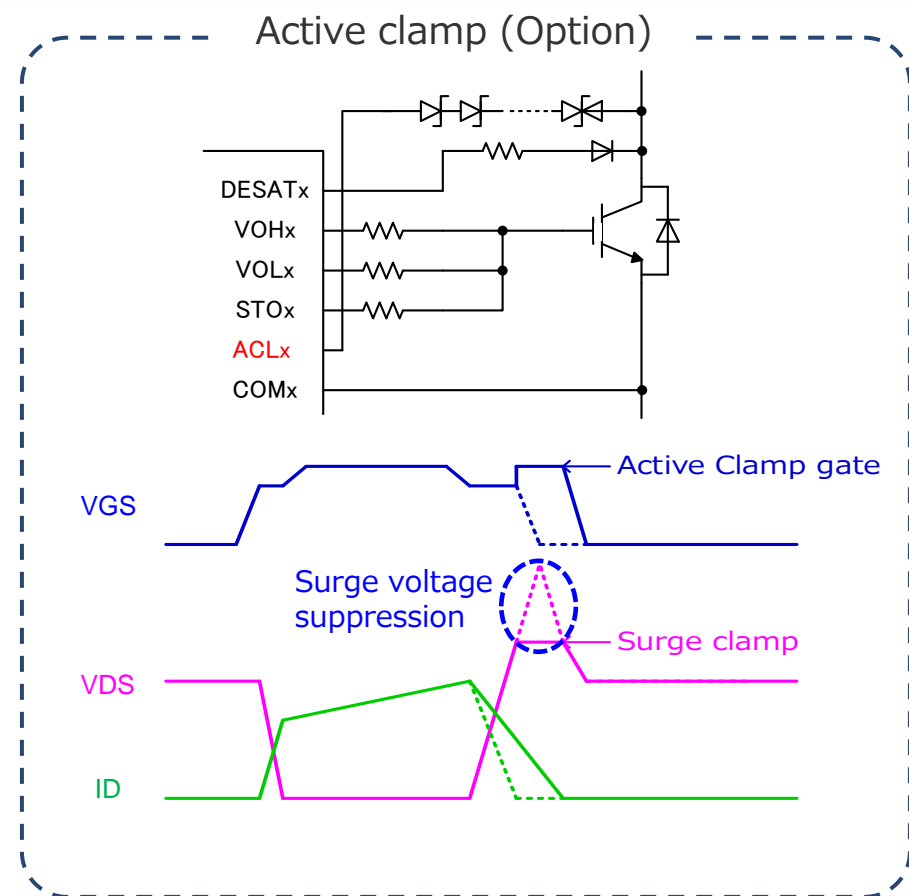 Active clamp (Option)
DESATx
VOHx
VOLx
STOx
ACLx
COMx
Active Clamp gate
VGS
Surge voltage
suppression
Surge clamp
VDS
ID